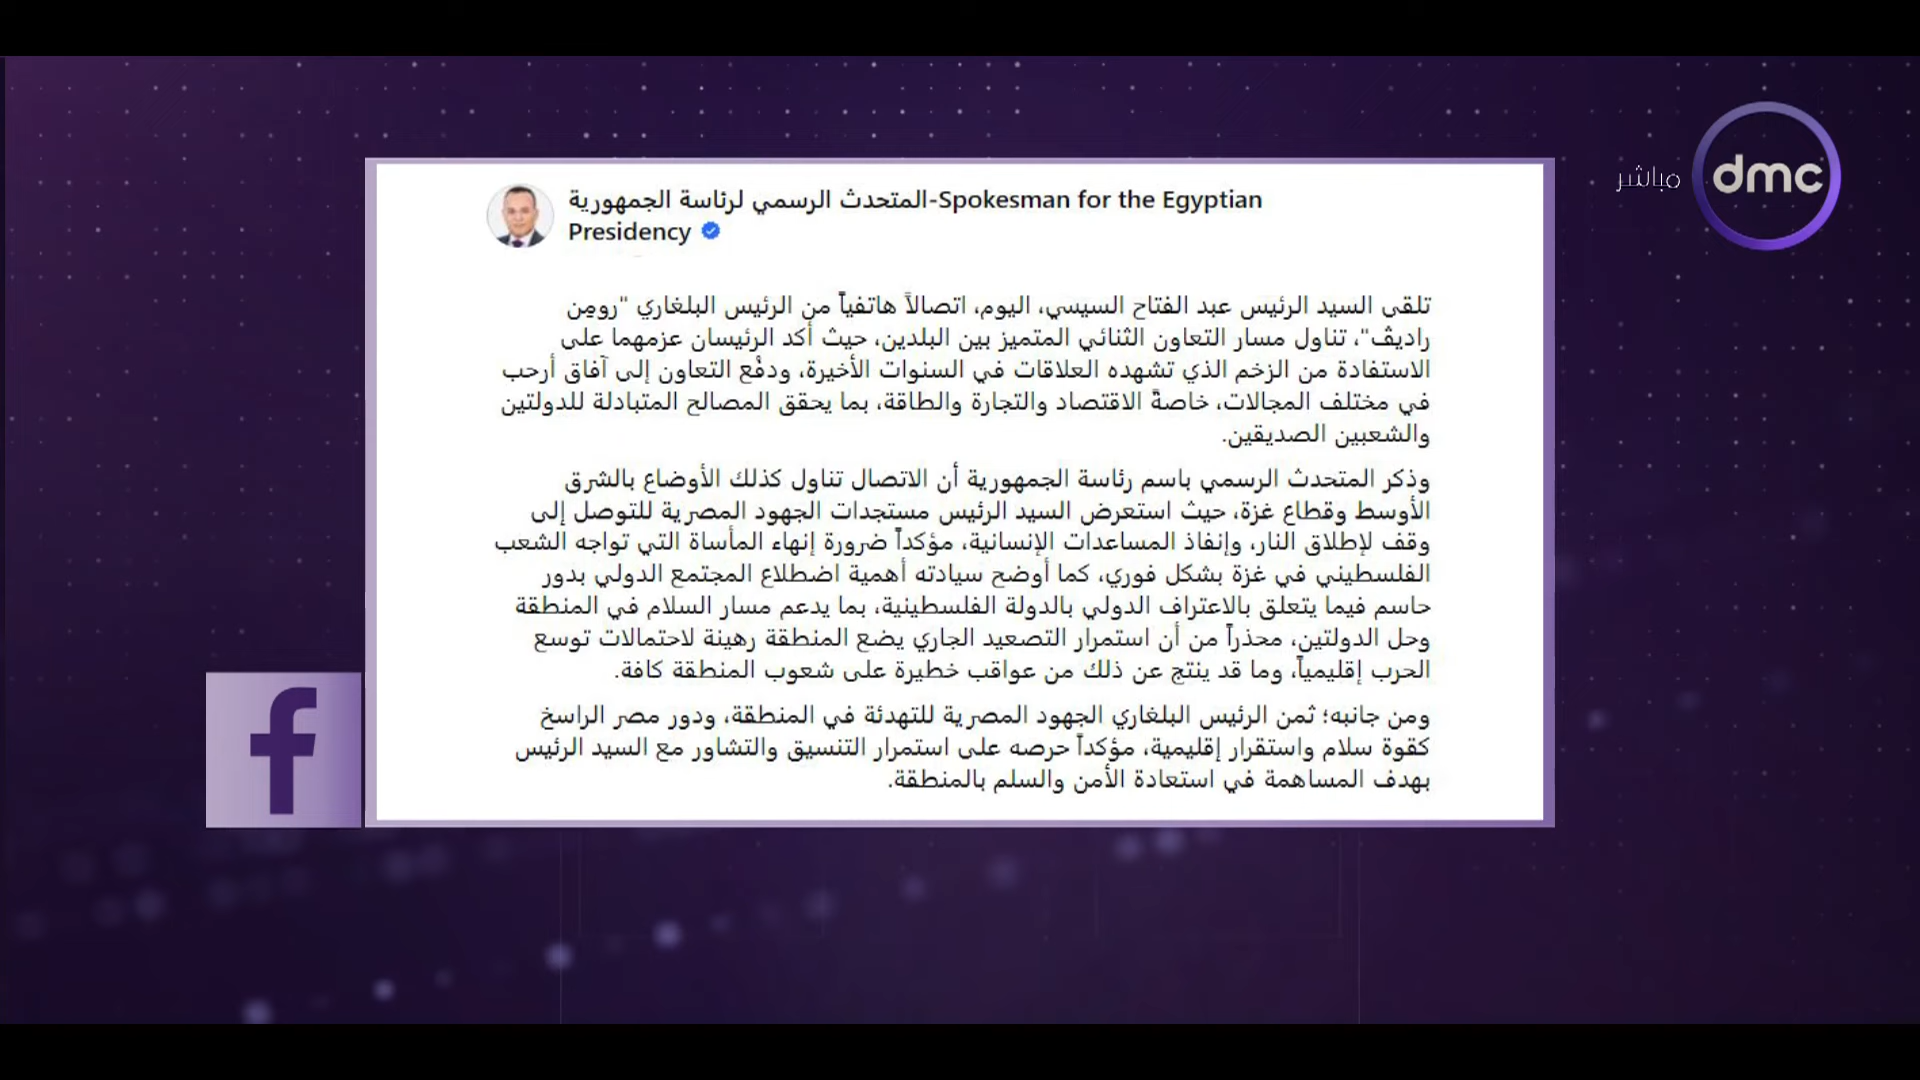 dmc
مباشر
المتحدث الرسمي لرئاسة الجمهورية-Spokesman for the Egyptian
Presidency
تلقى السيد الرئيس عبد الفتاح السيسي، اليوم، اتصالاً هاتفياً من الرئيس البلغاري "رومِن
راديڤ"، تناول مسار التعاون الثنائي المتميز بين البلدين، حيث أكد الرئيسان عزمهما على
الاستفادة من الزخم الذي تشهده العلاقات في السنوات الأخيرة، ودفْع التعاون إلى آفاق أرحب
في مختلف المجالات، خاصةً الاقتصاد والتجارة والطاقة، بما يحقق المصالح المتبادلة للدولتين
والشعبين الصديقين.
وذكر المتحدث الرسمي باسم رئاسة الجمهورية أن الاتصال تناول كذلك الأوضاع بالشرق
الأوسط وقطاع غزة، حيث استعرض السيد الرئيس مستجدات الجهود المصرية للتوصل إلى
وقف لإطلاق النار، وإنفاذ المساعدات الإنسانية، مؤكداً ضرورة إنهاء المأساة التي تواجه الشعب
الفلسطيني في غزة بشكل فوري، كما أوضح سيادته أهمية اضطلاع المجتمع الدولي بدور
حاسم فيما يتعلق بالاعتراف الدولي بالدولة الفلسطينية، بما يدعم مسار السلام في المنطقة
وحل الدولتين، محذراً من أن استمرار التصعيد الجاري يضع المنطقة رهينة لاحتمالات توسع
الحرب إقليمياً، وما قد ينتج عن ذلك من عواقب خطيرة على شعوب المنطقة كافة.
ومن جانبه؛ ثمن الرئيس البلغاري الجهود المصرية للتهدئة في المنطقة، ودور مصر الراسخ
كقوة سلام واستقرار إقليمية، مؤكداً حرصه على استمرار التنسيق والتشاور مع السيد الرئيس
بهدف المساهمة في استعادة الأمن والسلم بالمنطقة.